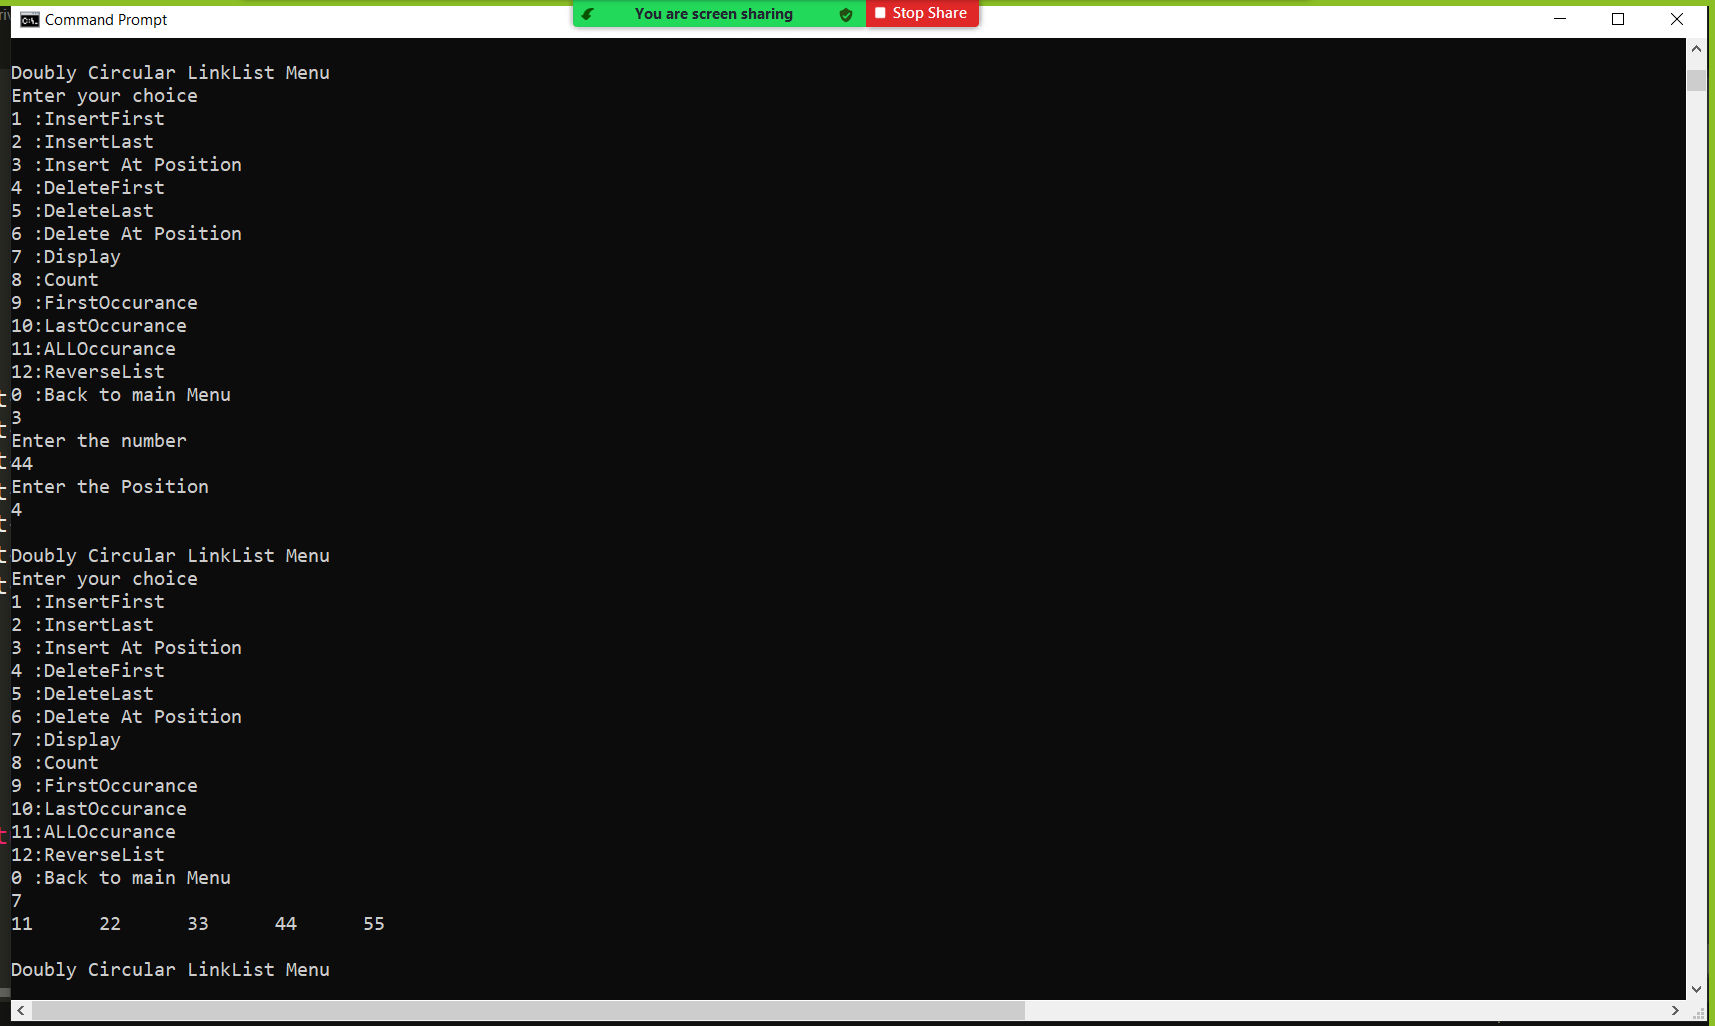 Command Prompt
You are screen sharing
Stop Share
Doubly Circular LinkList Menu
Enter your choice
1 :InsertFirst
2 :InsertLast
3 :Insert At Position
4 :DeleteFirst
5 :DeleteLast
6 :Delete At Position
7 :Display
8 :Count
9 :FirstOccurance
10:LastOccurance
11:ALLOccurance
12:ReverseList
0 :Back to main Menu
3
Enter the number
44
Enter the Position
4
Doubly Circular LinkList Menu
Enter your choice
1 :InsertFirst
2 :InsertLast
3 :Insert At Position
4 :DeleteFirst
5 :DeleteLast
6 :Delete At Position
7 :Display
8 :Count
9 :FirstOccurance
10:LastOccurance
11:ALLOccurance
12:ReverseList
0 :Back to main Menu
7
11 22 33 44 55
Doubly Circular LinkList Menu